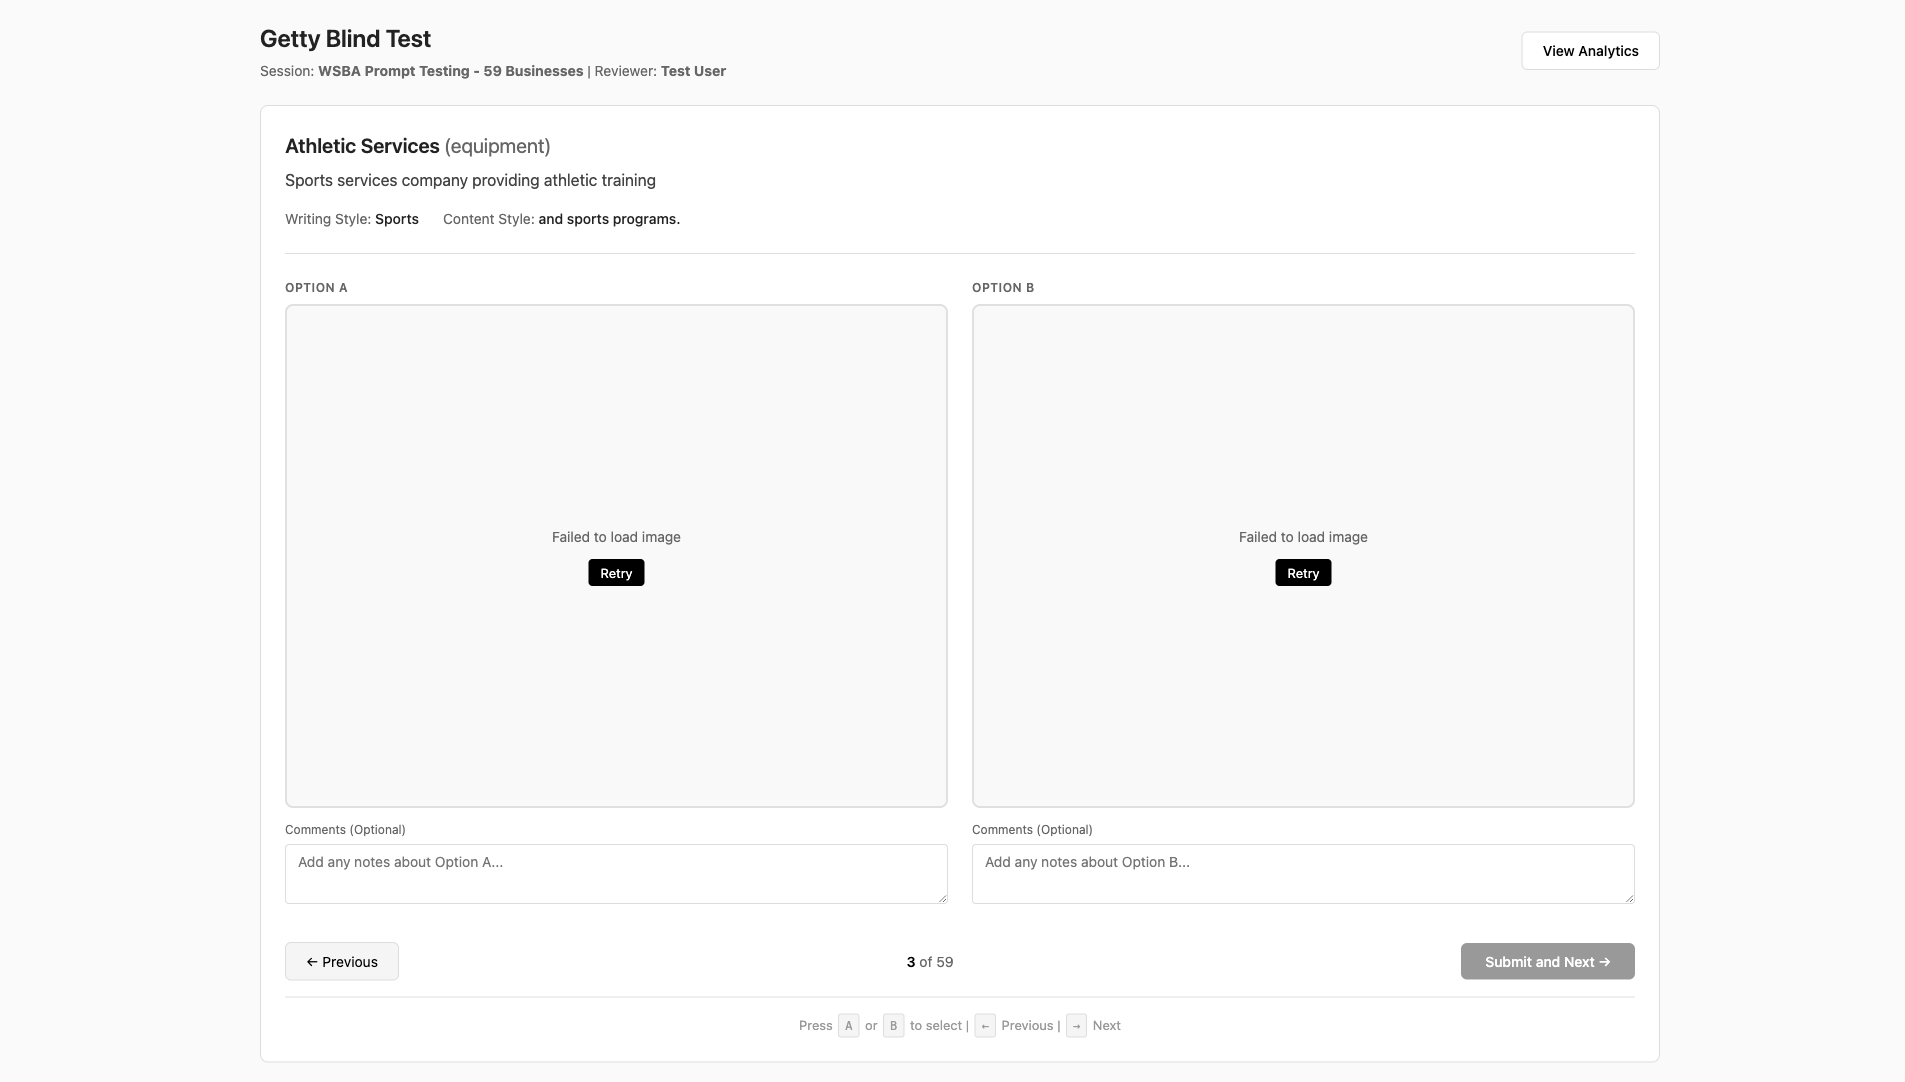 Getty Blind Test
Session: WSBA Prompt Testing - 59 Businesses | Reviewer: Test User
View Analytics
Athletic Services (equipment)
Sports services company providing athletic training
Writing Style: Sports Content Style: and sports programs.
OPTION A
OPTION B
Failed to load image
Retry
Failed to load image
Retry
Comments (Optional)
Add any notes about Option A...
Comments (Optional)
Add any notes about Option B...
← Previous
3 of 59
Submit and Next →
Press A or B to select | ← Previous | → Next